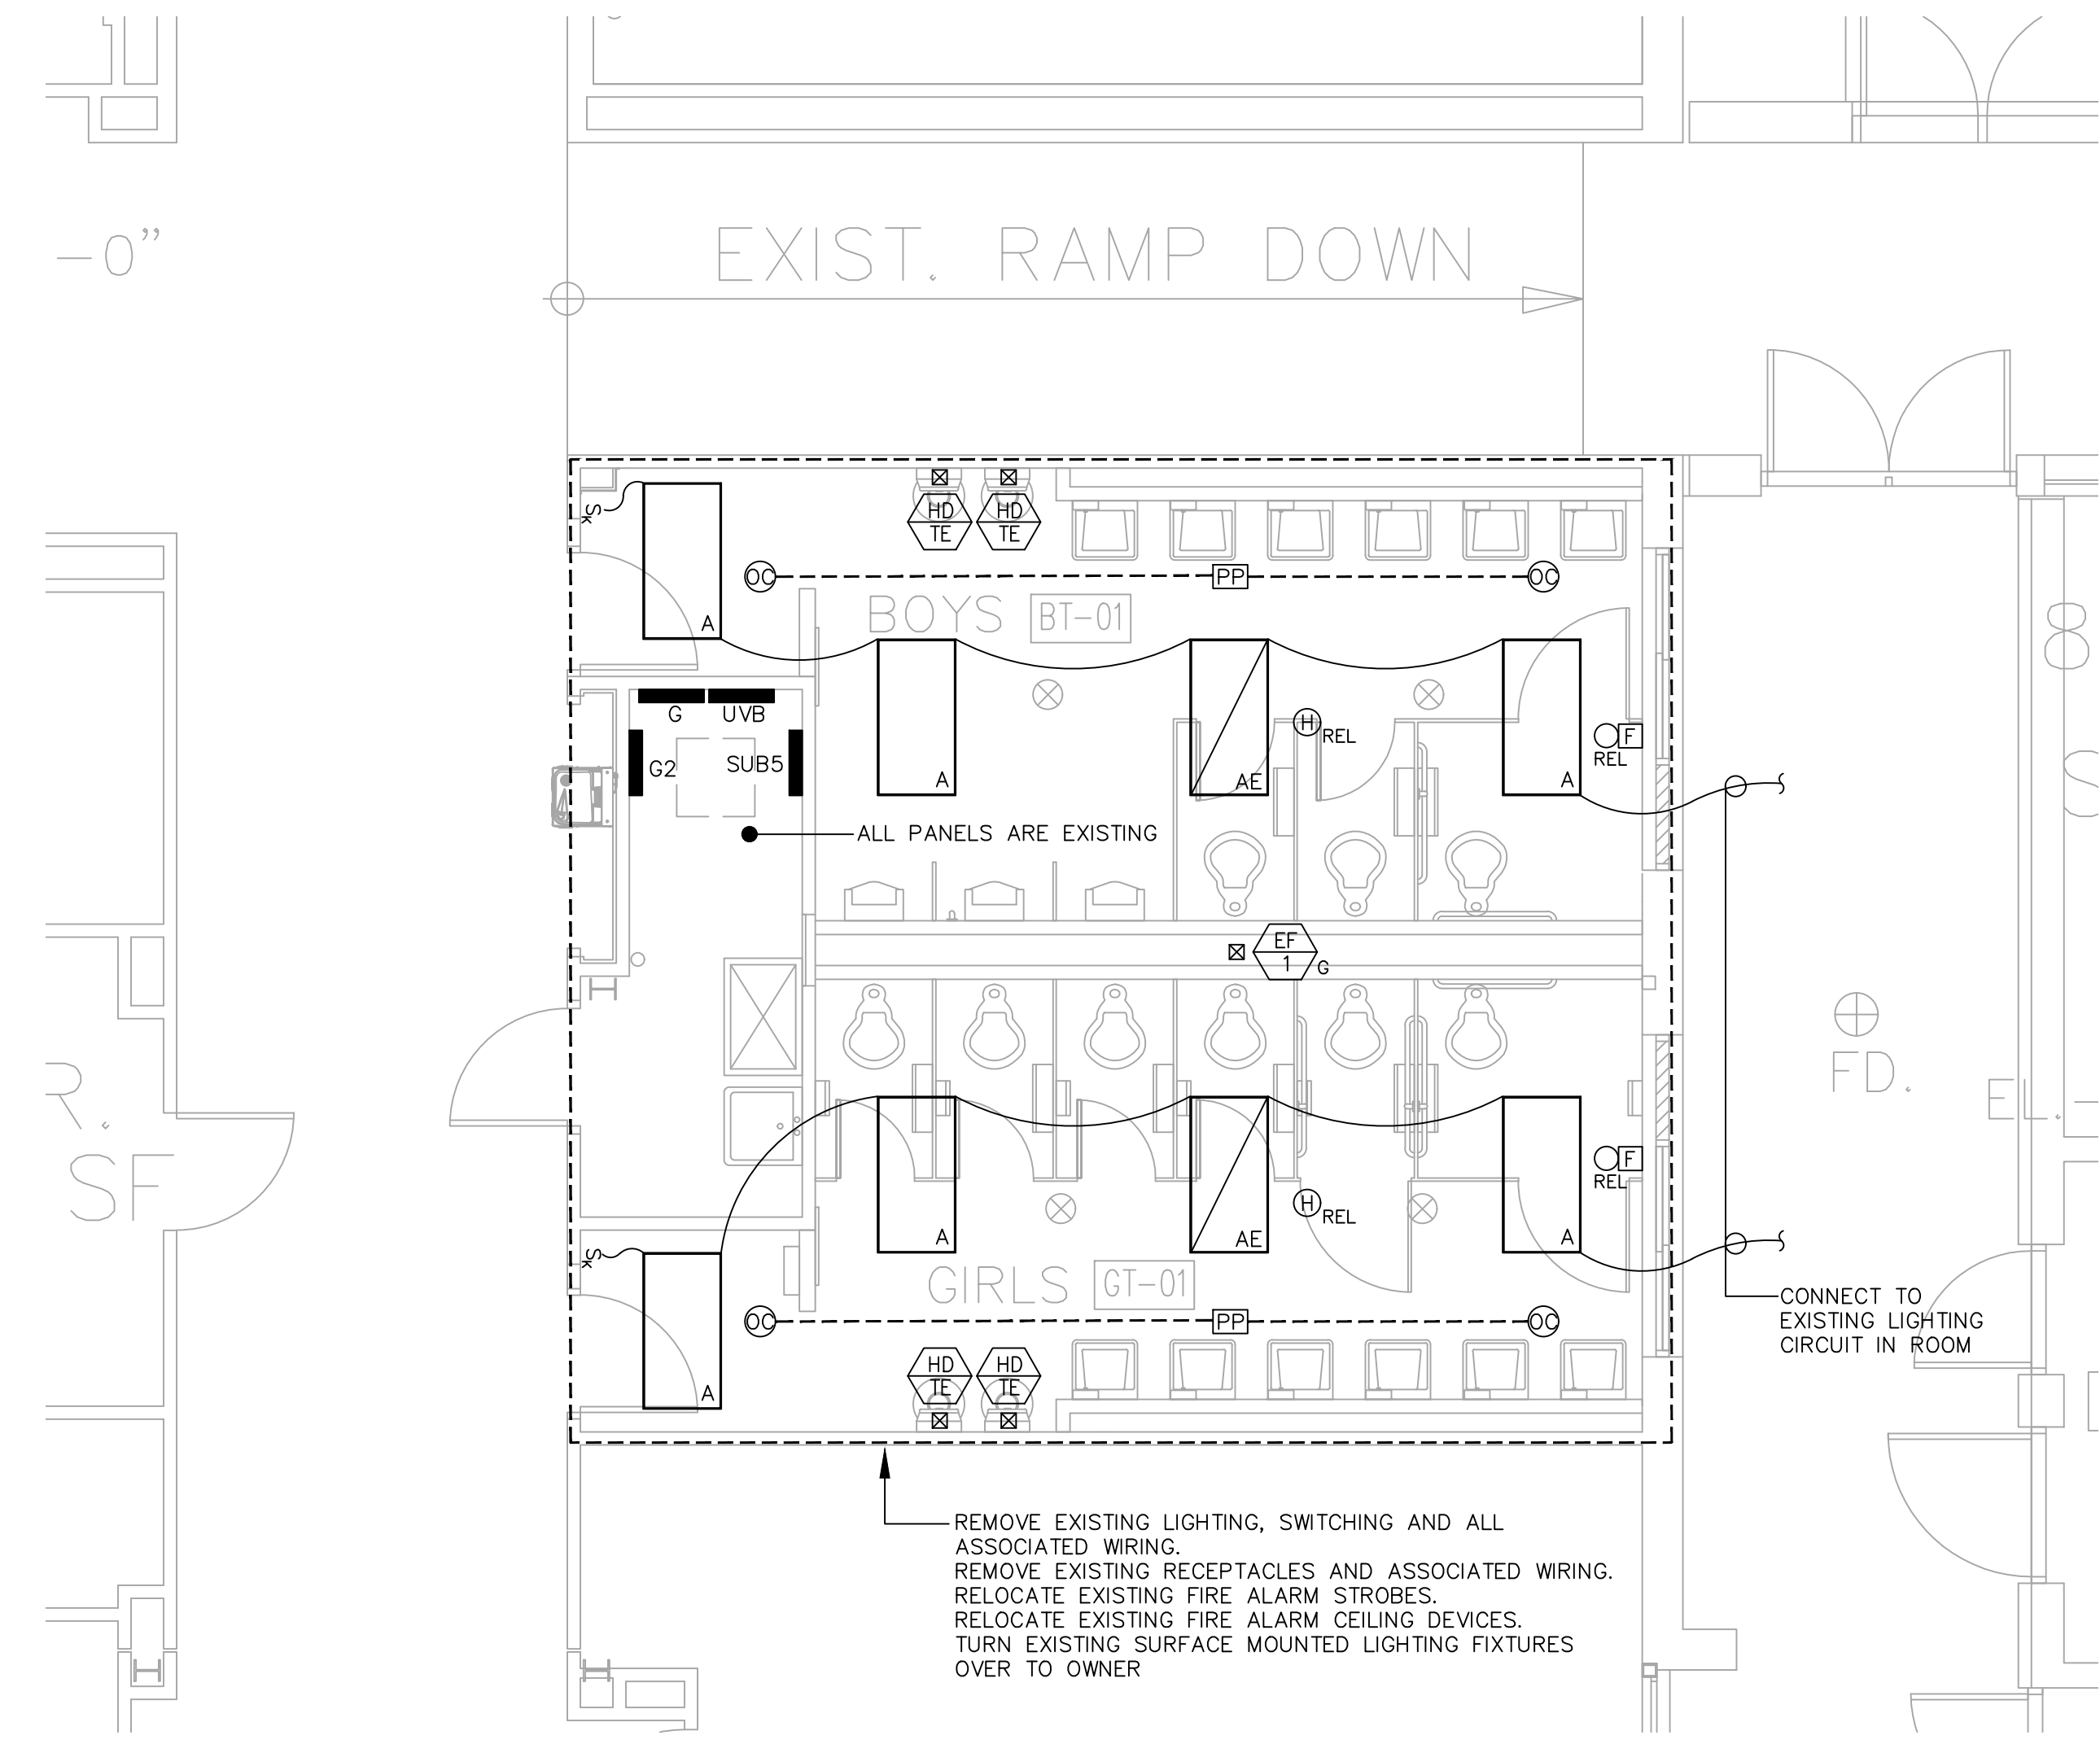 -0"
EXIST. RAMP DOWN
SK
HD
TE
HD
TE
OC
PP
OC
BOYS
BT-01
A
8
G
UVB
H
REL
F
REL
G2
SUB5
A
AE
A
ALL PANELS ARE EXISTING
EF
1
G
R.
SF
FD.
F
REL
H
REL
A
AE
A
SK
GIRLS
GT-01
OC
PP
OC
CONNECT TO
EXISTING LIGHTING
CIRCUIT IN ROOM
HD
TE
HD
TE
A
REMOVE EXISTING LIGHTING, SWITCHING AND ALL
ASSOCIATED WIRING.
REMOVE EXISTING RECEPTACLES AND ASSOCIATED WIRING.
RELOCATE EXISTING FIRE ALARM STROBES.
RELOCATE EXISTING FIRE ALARM CEILING DEVICES.
TURN EXISTING SURFACE MOUNTED LIGHTING FIXTURES
OVER TO OWNER